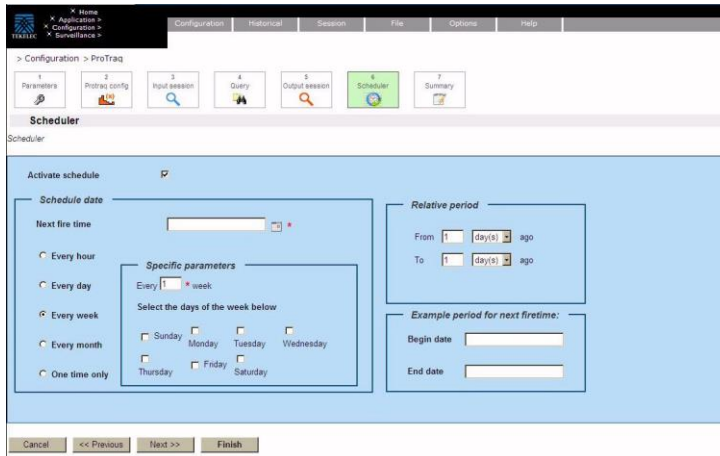 TEKELEC
× Home
× Application >
× Configuration >
× Surveillance >
Configuration Historical Session File Options Help
> Configuration > ProTraq
1 2 3 4 5 6 7
Parameters Protraq config Input session Query Output session Scheduler Summary
Scheduler
Scheduler
Activate schedule
Schedule date
Next fire time *
Every hour
Every day
Every week
Every month
One time only
Specific parameters
Every 1 * week
Select the days of the week below
Sunday Monday Tuesday Wednesday
Thursday Friday Saturday
Relative period
From 1 day(s) ago
To 1 day(s) ago
Example period for next firetime:
Begin date
End date
Cancel << Previous Next >> Finish